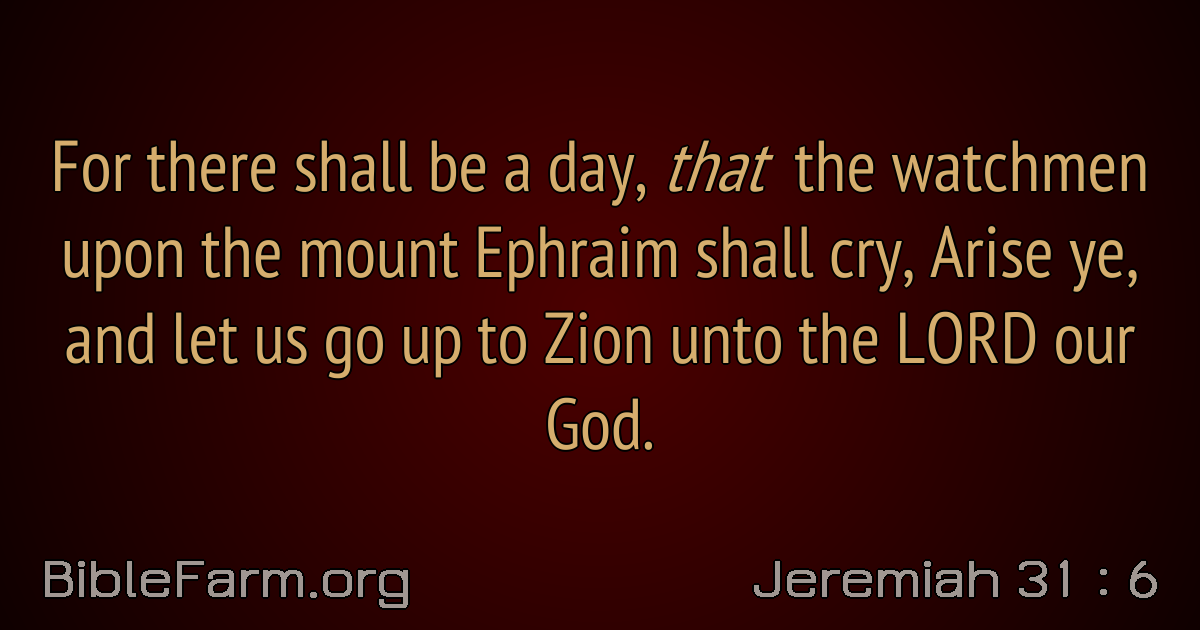 For there shall be a day, that the watchmen
upon the mount Ephraim shall cry, Arise ye,
and let us go up to Zion unto the LORD our
God.
BibleFarm.org
Jeremiah 31 : 6